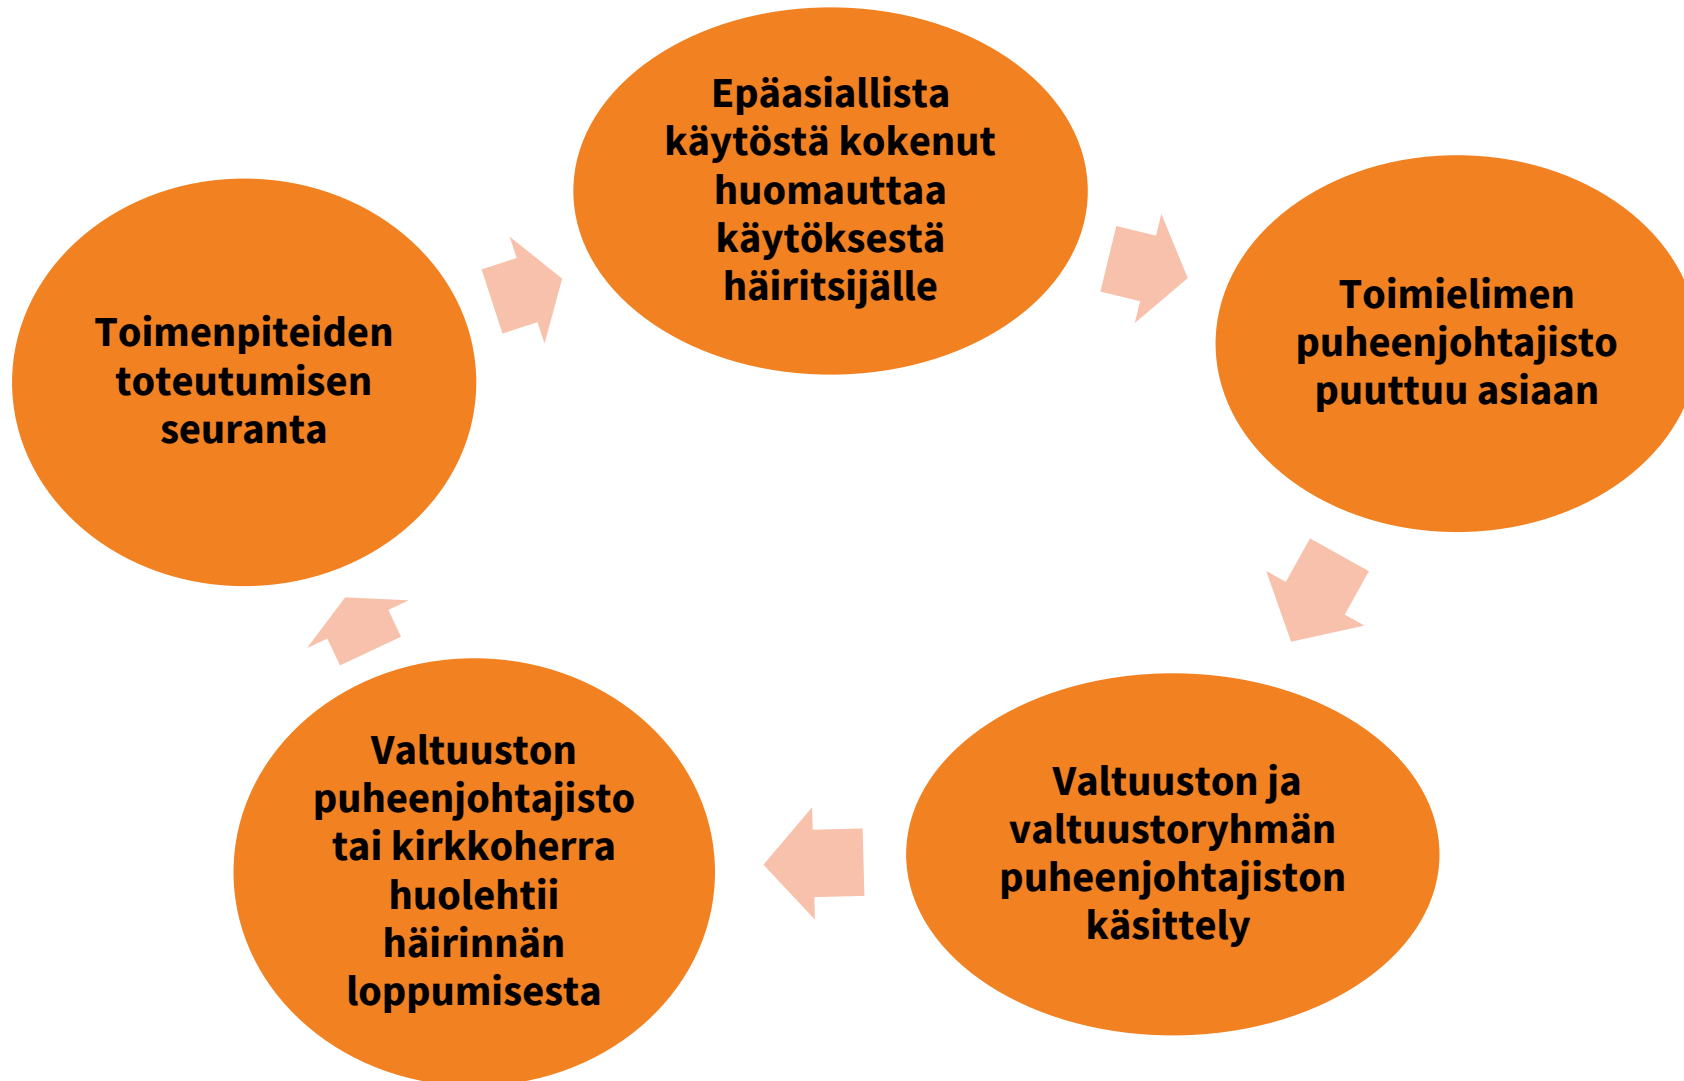 Epäasiallista
käytöstä kokenut
huomauttaa
käytöksestä
häiritsijälle
Toimielimen
puheenjohtajisto
puuttuu asiaan
Valtuuston ja
valtuustoryhmän
puheenjohtajiston
käsittely
Valtuuston
puheenjohtajisto
tai kirkkoherra
huolehtii
häirinnän
loppumisesta
Toimenpiteiden
toteutumisen
seuranta